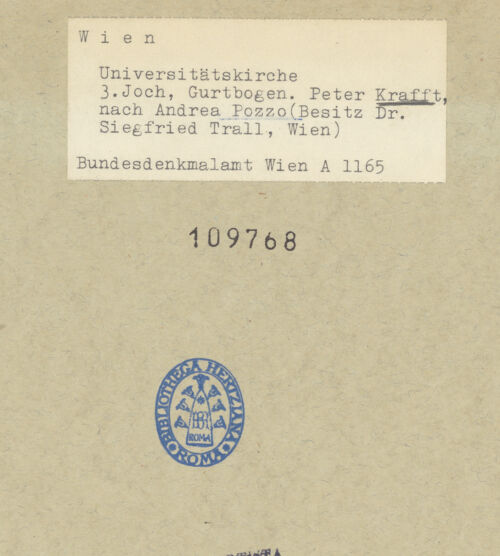 W i e n
Universitätskirche
3.Joch, Gurtbogen. Peter Krafft,
nach Andrea Pozzo(Besitz Dr.
Siegfried Trall, Wien)
Bundesdenkmalamt Wien A 1165
109768
BIBLIOTHECA HERTZIANA
ROMA
ROMA